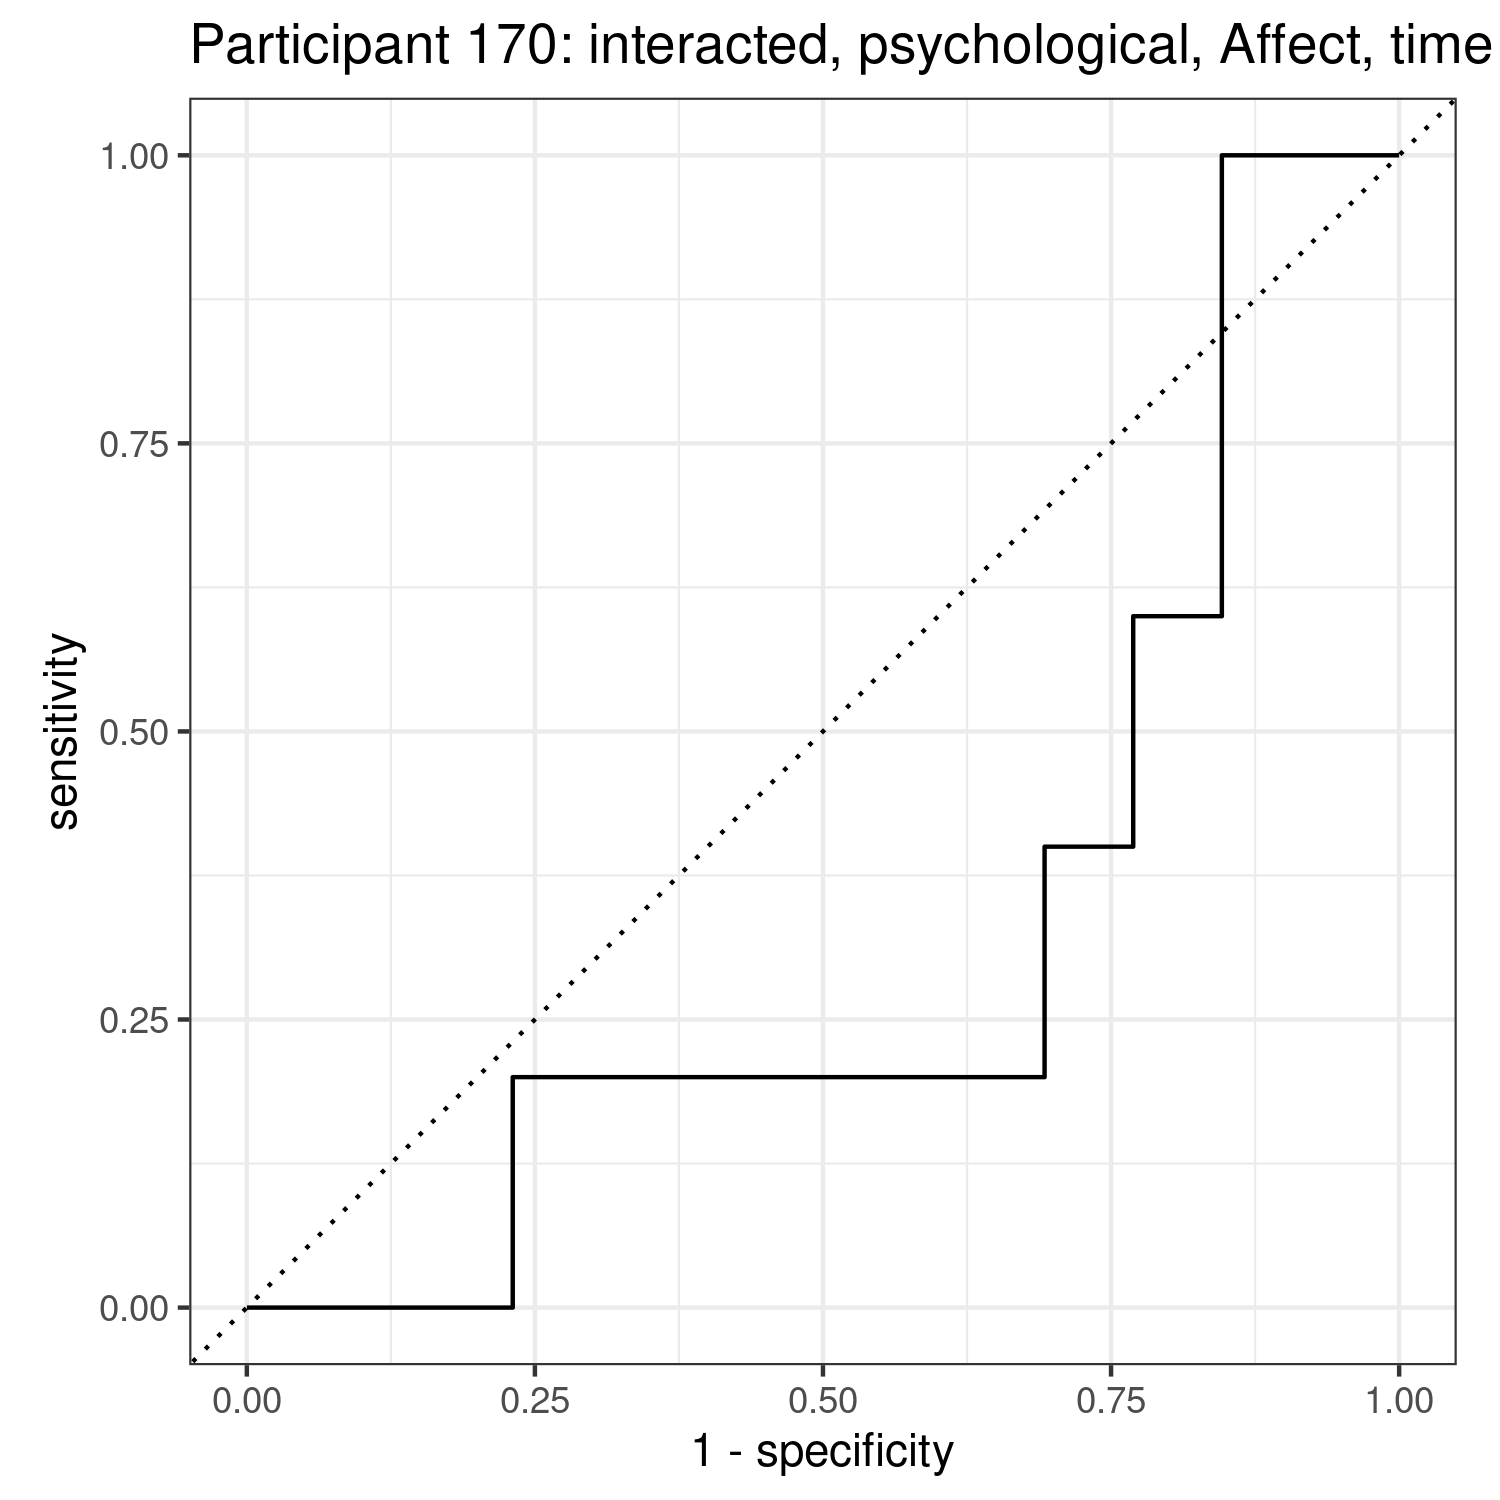 Participant 170: interacted, psychological, Affect, time
1.00
0.75
0.50
0.25
0.00
sensitivity
0.00 0.25 0.50 0.75 1.00
1 - specificity